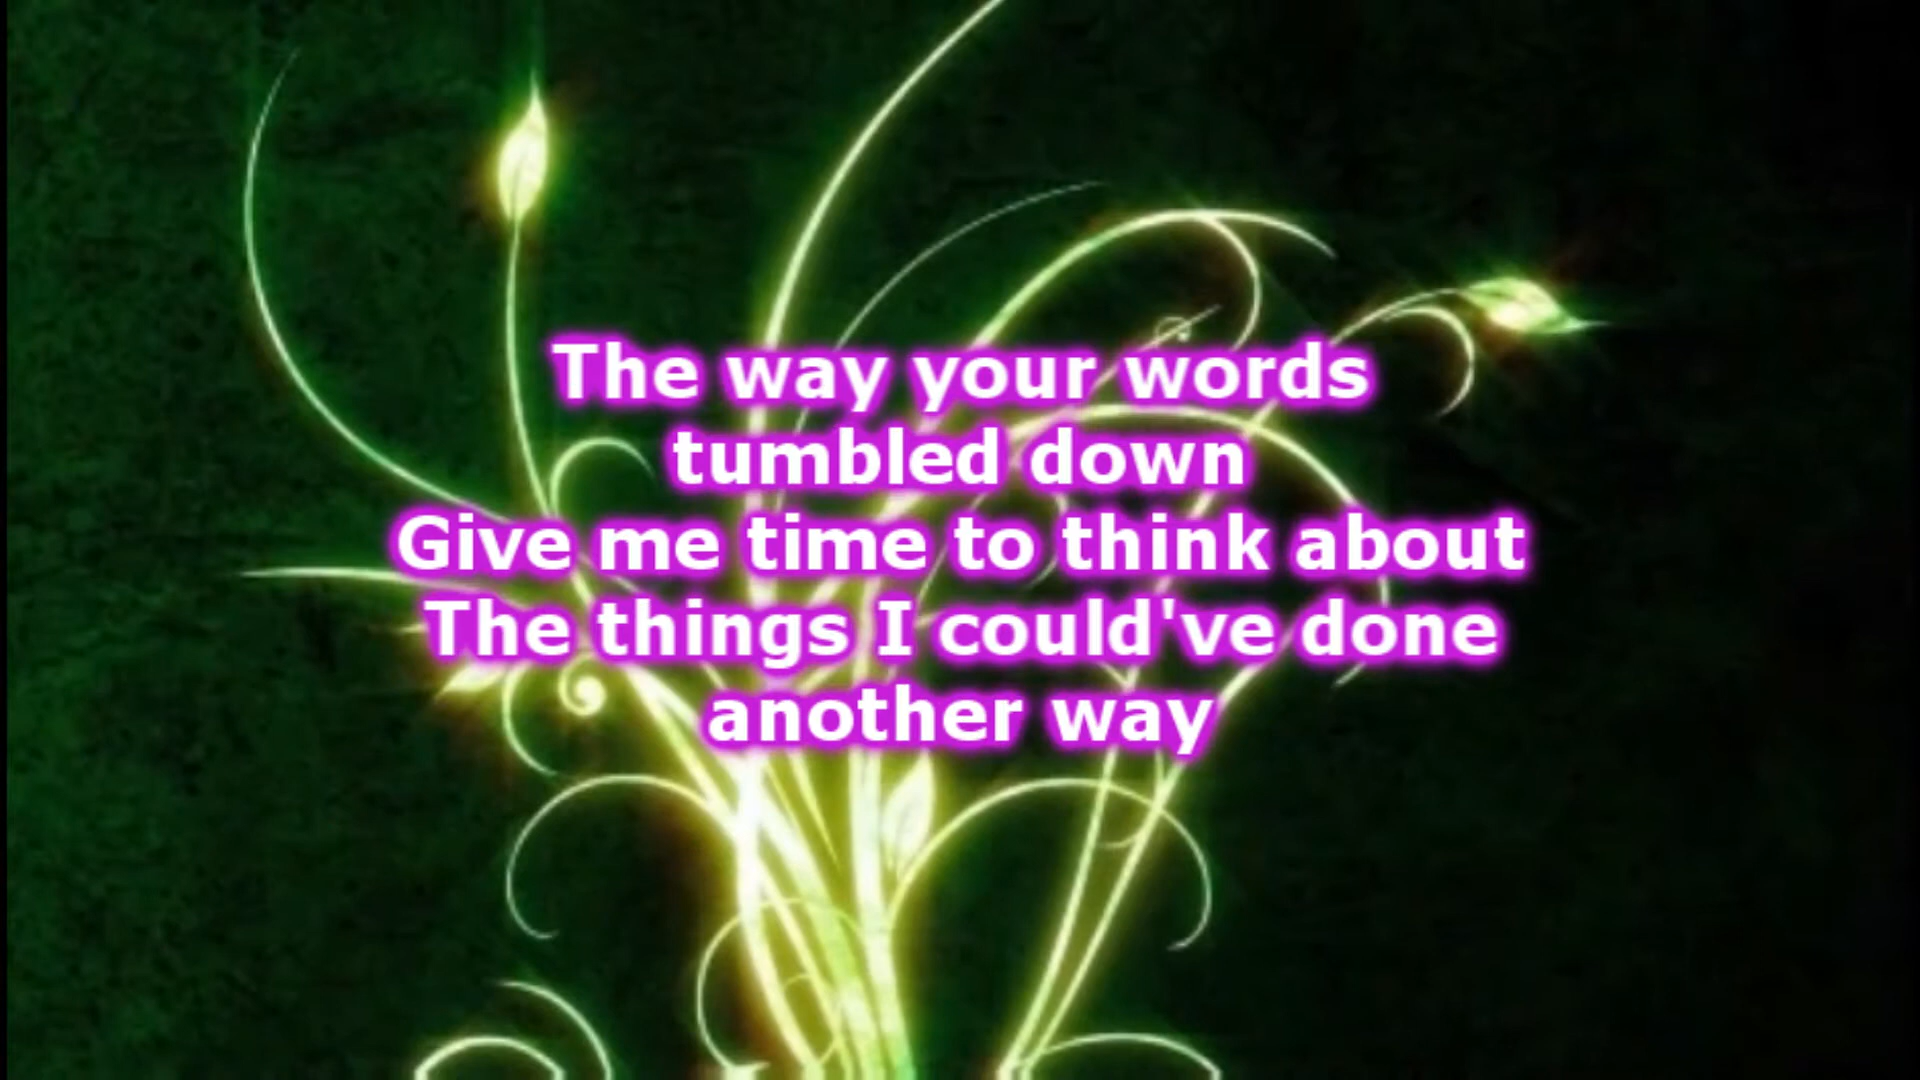 The way your words
tumbled down
Give me time to think about
The things I could've done
another way